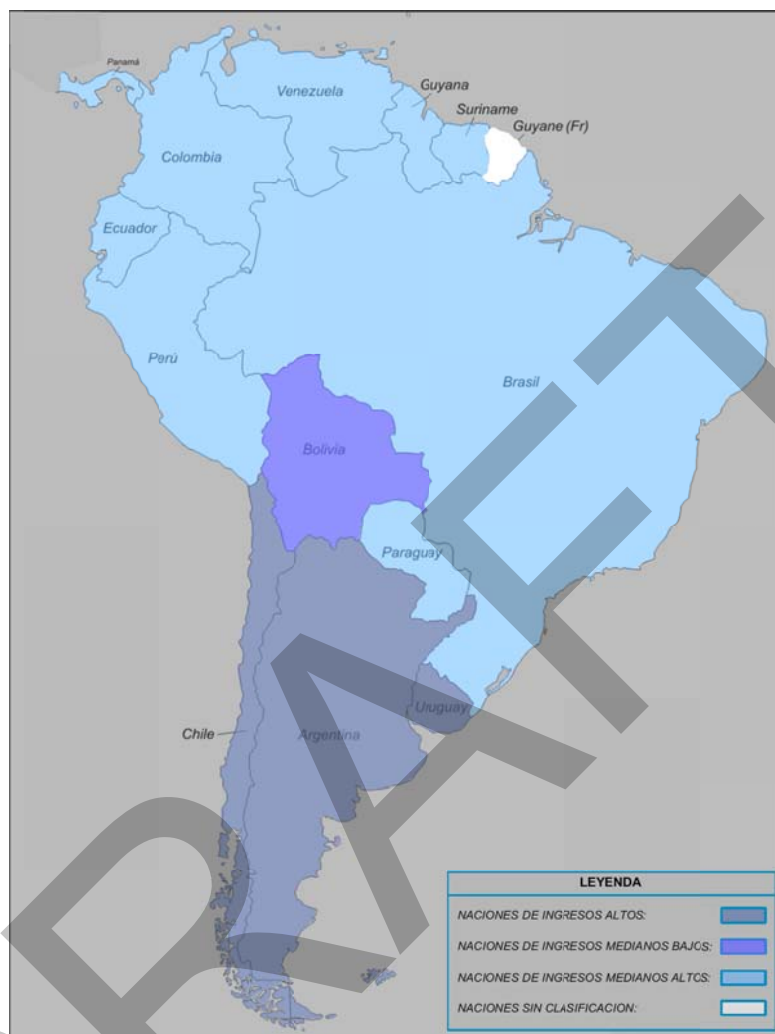 Panamá
Venezuela
Guyana
Suriname
Guyane (Fr)
Colombia
Ecuador
Perú
Brasil
Bolivia
Paraguay
Uruguay
Chile
Argentina
LEYENDA
NACIONES DE INGRESOS ALTOS:
NACIONES DE INGRESOS MEDIANOS BAJOS:
NACIONES DE INGRESOS MEDIANOS ALTOS:
NACIONES SIN CLASIFICACION:
RAFT